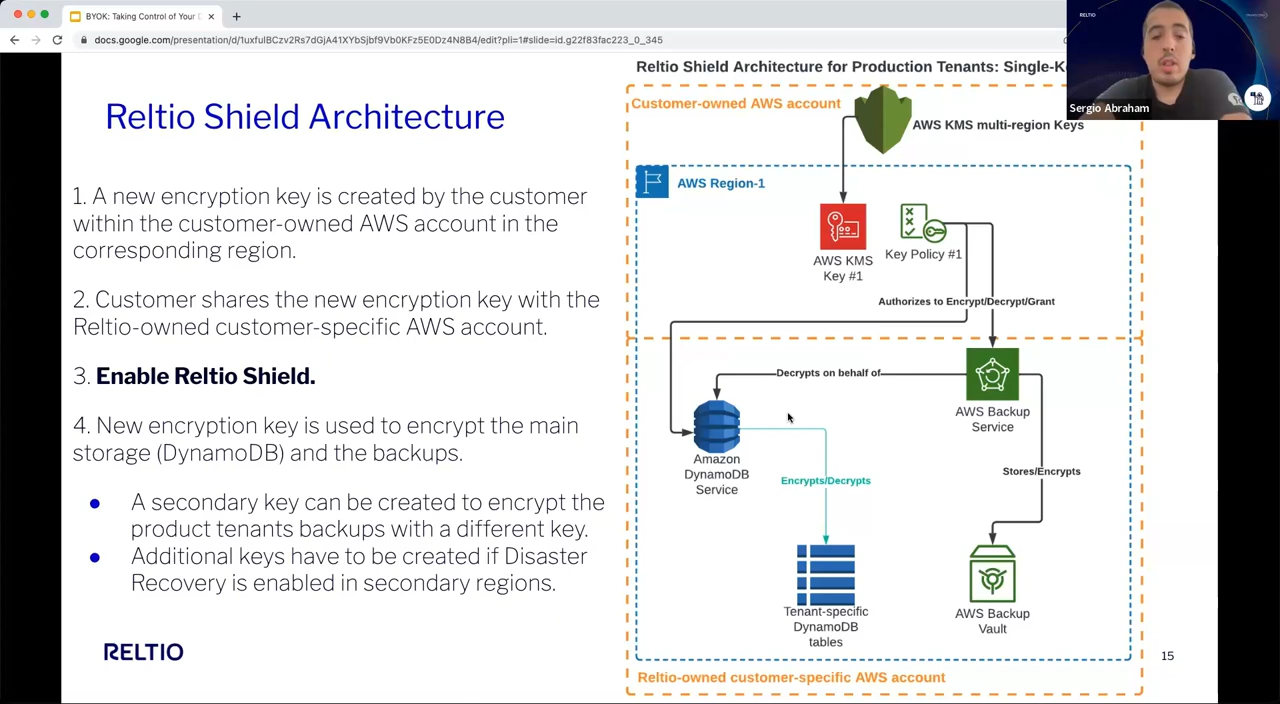 BYOK: Taking Control of Your D
docs.google.com/presentation/d/1uxfulBCzv2Rs7dGjA41XYbSbf9Vb0KFz5E0Dz4N8B4/edit?pli=1#slide=id.g22f83fac223_0_345
RELTIO
Sergio Abraham
Reltio Shield Architecture
1. A new encryption key is created by the customer
within the customer-owned AWS account in the
corresponding region.
2. Customer shares the new encryption key with the
Reltio-owned customer-specific AWS account.
3. Enable Reltio Shield.
4. New encryption key is used to encrypt the main
storage (DynamoDB) and the backups.
● A secondary key can be created to encrypt the
product tenants backups with a different key.
● Additional keys have to be created if Disaster
Recovery is enabled in secondary regions.
RELTIO
Reltio Shield Architecture for Production Tenants: Single-K
Customer-owned AWS account
AWS KMS multi-region Keys
AWS Region-1
AWS KMS
Key #1
Key Policy #1
Authorizes to Encrypt/Decrypt/Grant
Decrypts on behalf of
AWS Backup
Service
Amazon
DynamoDB
Service
Encrypts/Decrypts
Stores/Encrypts
Tenant-specific
DynamoDB
tables
AWS Backup
Vault
Reltio-owned customer-specific AWS account
15